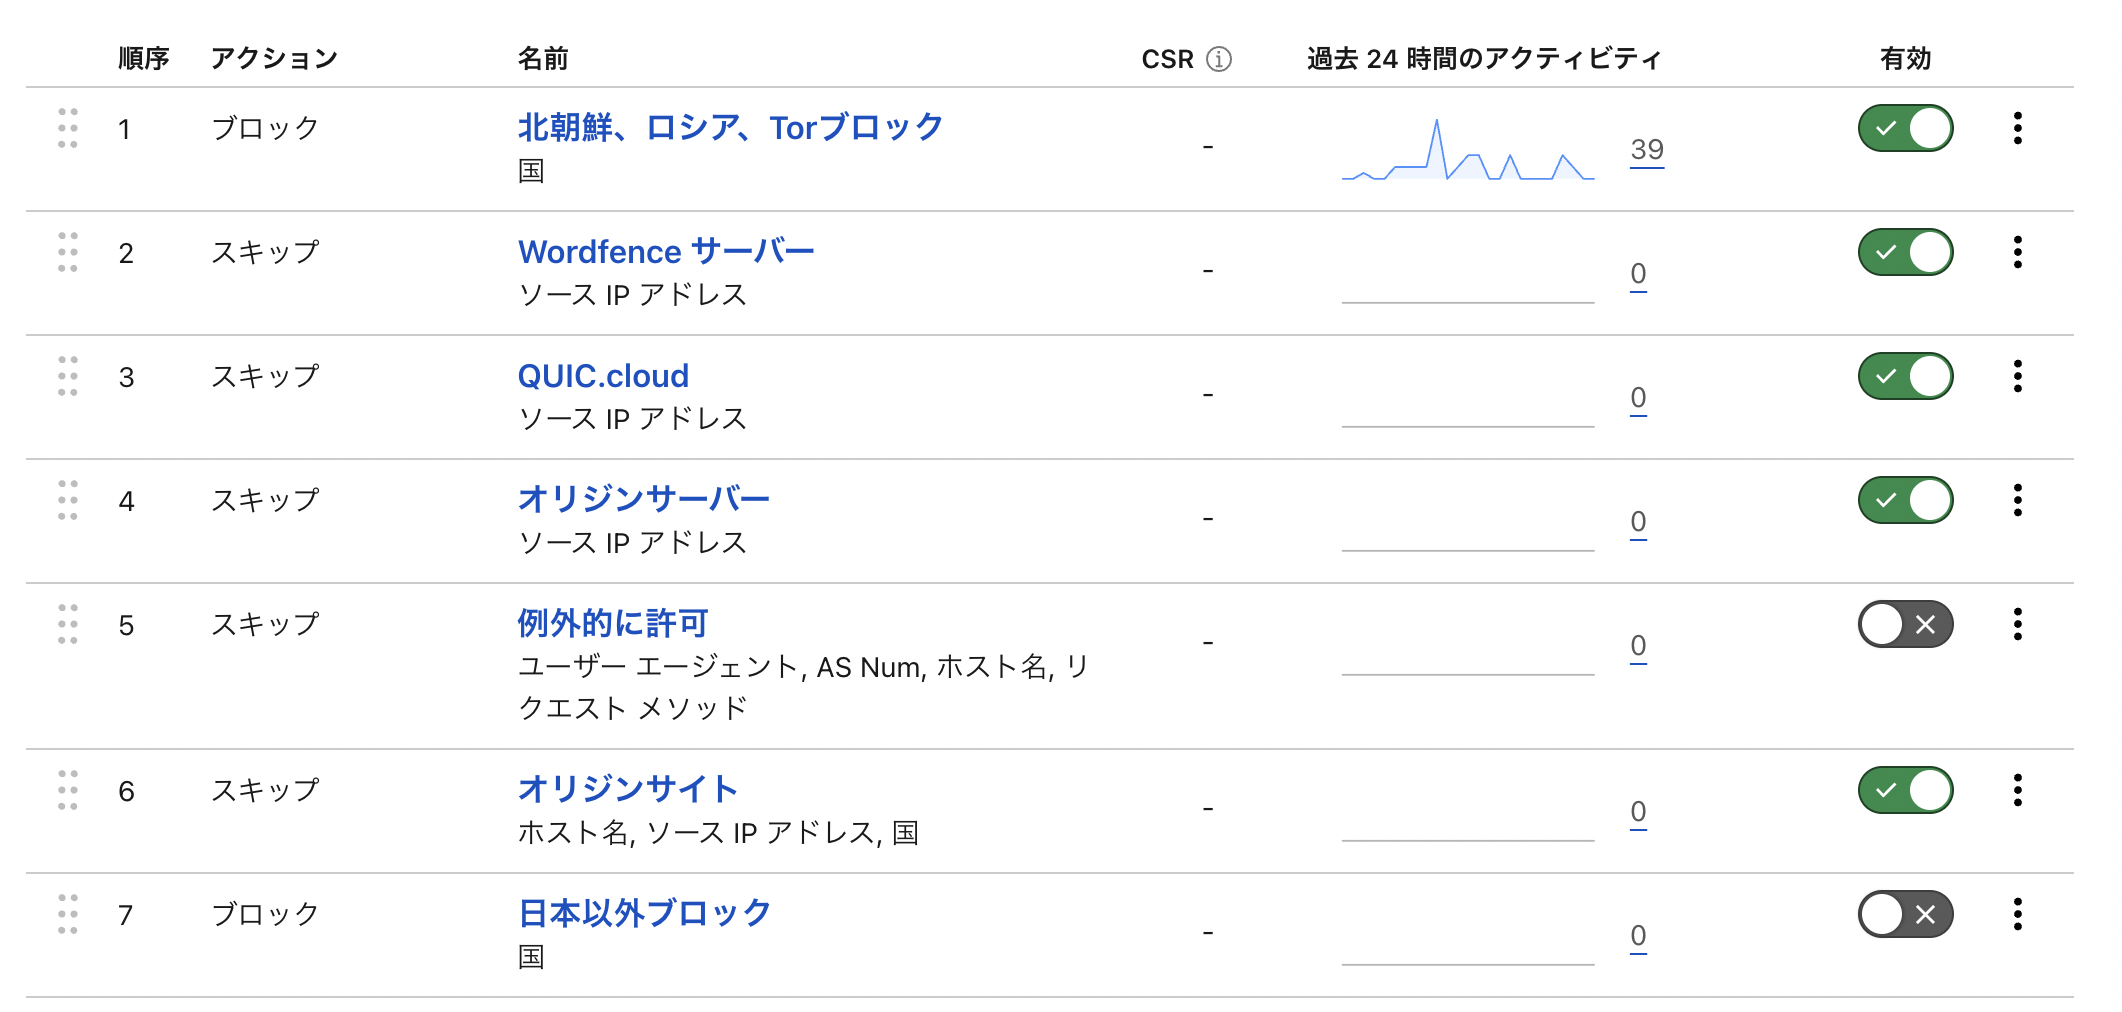 順序 アクション 名前 CSR 過去 24 時間のアクティビティ 有効
1 ブロック 北朝鮮、ロシア、Torブロック - 39
国
2 スキップ Wordfence サーバー - 0
ソース IP アドレス
3 スキップ QUIC.cloud - 0
ソース IP アドレス
4 スキップ オリジンサーバー - 0
ソース IP アドレス
5 スキップ 例外的に許可 - 0
ユーザー エージェント, AS Num, ホスト名, リ
クエスト メソッド
6 スキップ オリジンサイト - 0
ホスト名, ソース IP アドレス, 国
7 ブロック 日本以外ブロック - 0
国